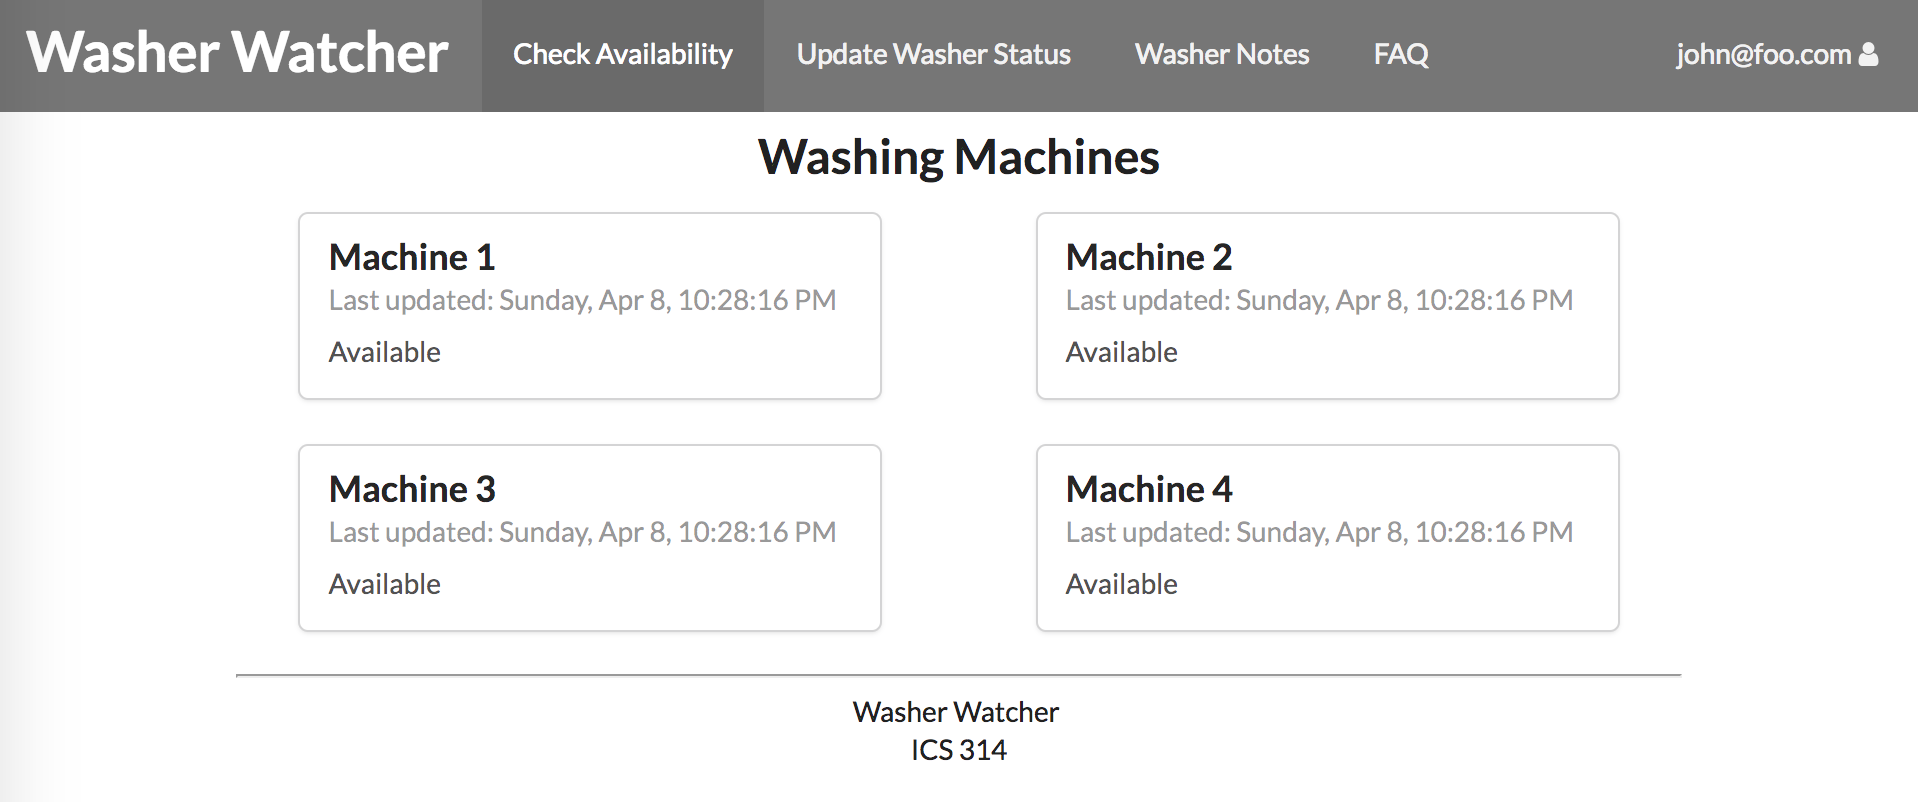 Washer Watcher
Check Availability
Update Washer Status
Washer Notes
FAQ
john@foo.com
Washing Machines
Machine 1
Last updated: Sunday, Apr 8, 10:28:16 PM
Available
Machine 2
Last updated: Sunday, Apr 8, 10:28:16 PM
Available
Machine 3
Last updated: Sunday, Apr 8, 10:28:16 PM
Available
Machine 4
Last updated: Sunday, Apr 8, 10:28:16 PM
Available
Washer Watcher
ICS 314